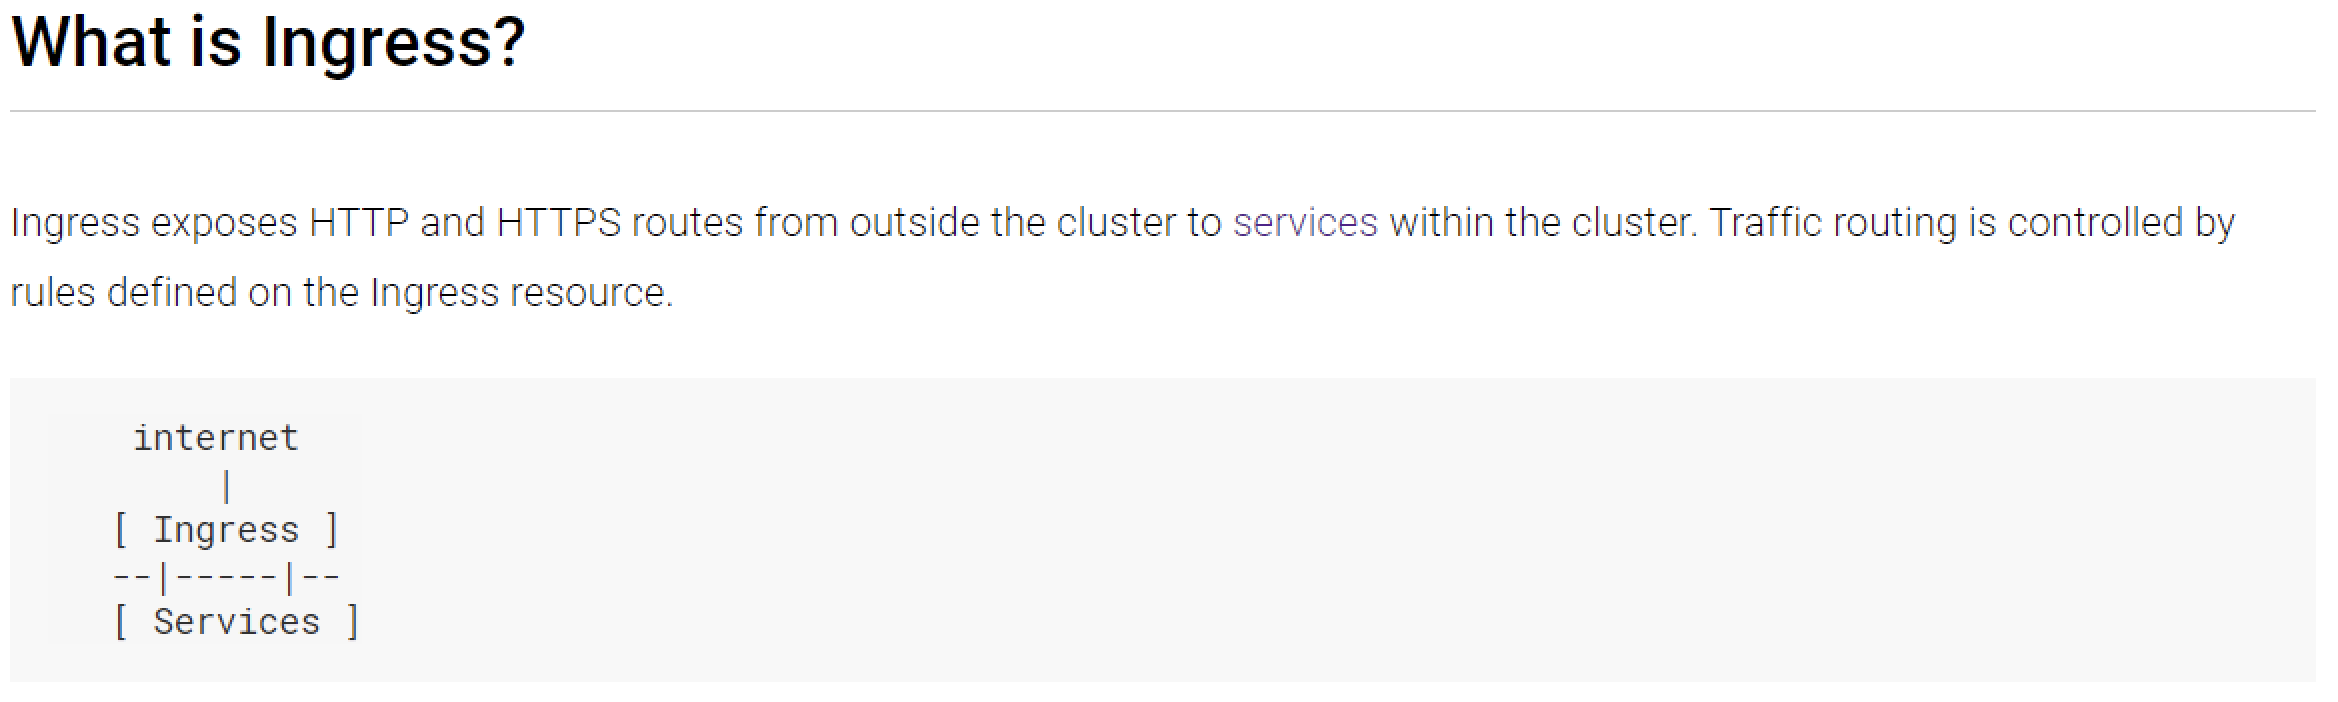 What is Ingress?
Ingress exposes HTTP and HTTPS routes from outside the cluster to services within the cluster. Traffic routing is controlled by
rules defined on the Ingress resource.
internet
|
[ Ingress ]
--|-----|--
[ Services ]